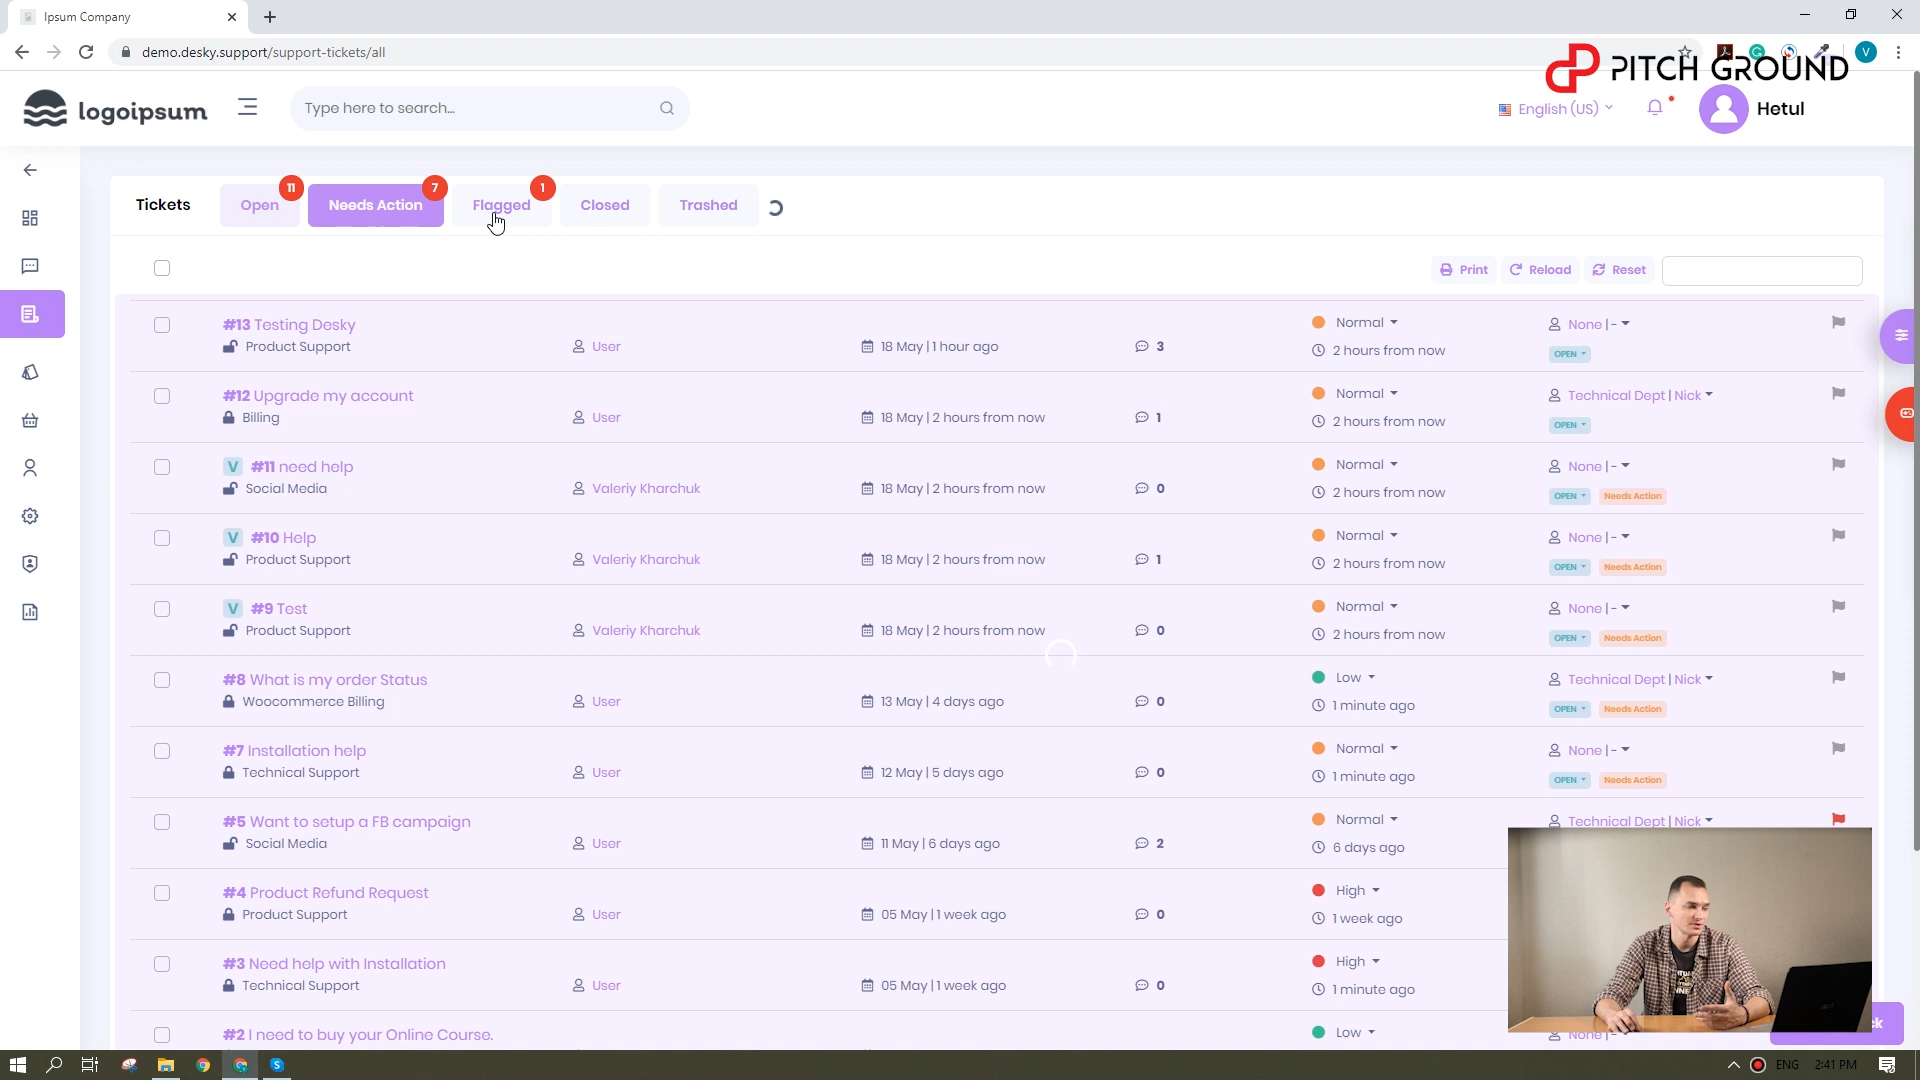 Ipsum Company
demo.desky.support/support-tickets/all
V
PITCH GROUND
logoipsum
Type here to search...
English (US)
Hetul
Tickets
Open
11
Needs Action
7
Flagged
1
Closed
Trashed
Print
Reload
Reset
#13 Testing Desky
Product Support
User
18 May | 1 hour ago
3
Normal
2 hours from now
None | -
OPEN
#12 Upgrade my account
Billing
User
18 May | 2 hours from now
1
Normal
2 hours from now
Technical Dept | Nick
OPEN
V #11 need help
Social Media
Valeriy Kharchuk
18 May | 2 hours from now
0
Normal
2 hours from now
None | -
OPEN
Needs Action
V #10 Help
Product Support
Valeriy Kharchuk
18 May | 2 hours from now
1
Normal
2 hours from now
None | -
OPEN
Needs Action
V #9 Test
Product Support
Valeriy Kharchuk
18 May | 2 hours from now
0
Normal
2 hours from now
None | -
OPEN
Needs Action
#8 What is my order Status
Woocommerce Billing
User
13 May | 4 days ago
0
Low
1 minute ago
Technical Dept | Nick
OPEN
Needs Action
#7 Installation help
Technical Support
User
12 May | 5 days ago
0
Normal
1 minute ago
None | -
OPEN
Needs Action
#5 Want to setup a FB campaign
Social Media
User
11 May | 6 days ago
2
Normal
6 days ago
Technical Dept | Nick
#4 Product Refund Request
Product Support
User
05 May | 1 week ago
0
High
1 week ago
#3 Need help with Installation
Technical Support
User
05 May | 1 week ago
0
High
1 minute ago
#2 I need to buy your Online Course.
Low
None | -
ENG
2:41 PM